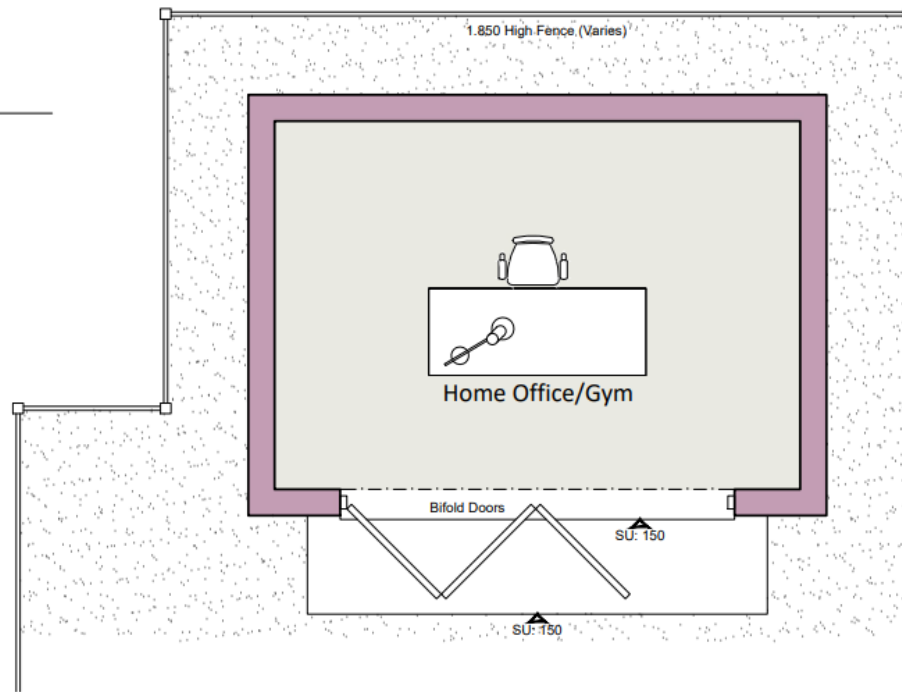 1.850 High Fence (Varies)
Home Office/Gym
Bifold Doors
SU: 150
SU: 150